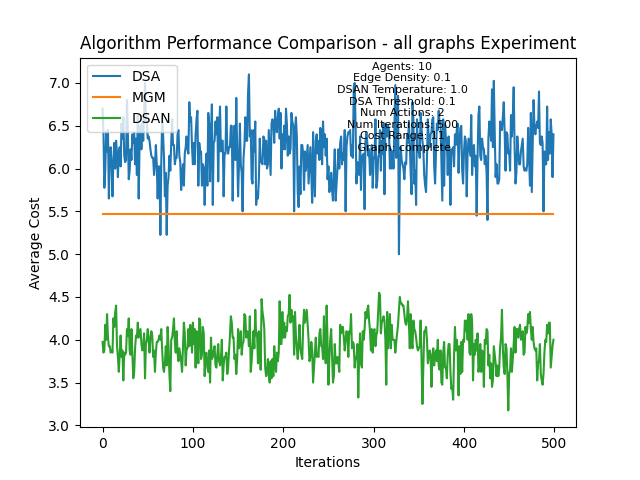 Algorithm Performance Comparison - all graphs Experiment
DSA
MGM
DSAN
Agents: 10
Edge Density: 0.1
DSAN Temperature: 1.0
DSA Threshold: 0.1
Num Actions: 2
Num Iterations: 500
Cost Range: 11
Graph: complete
Average Cost
7.0
6.5
6.0
5.5
5.0
4.5
4.0
3.5
3.0
0
100
200
300
400
500
Iterations